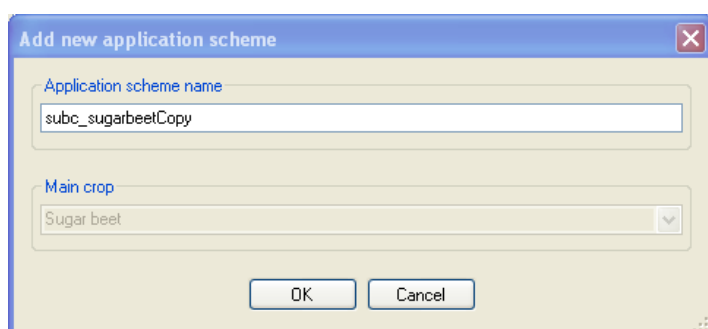 Add new application scheme
Application scheme name
subc_sugarbeetCopy
Main crop
Sugar beet
OK
Cancel